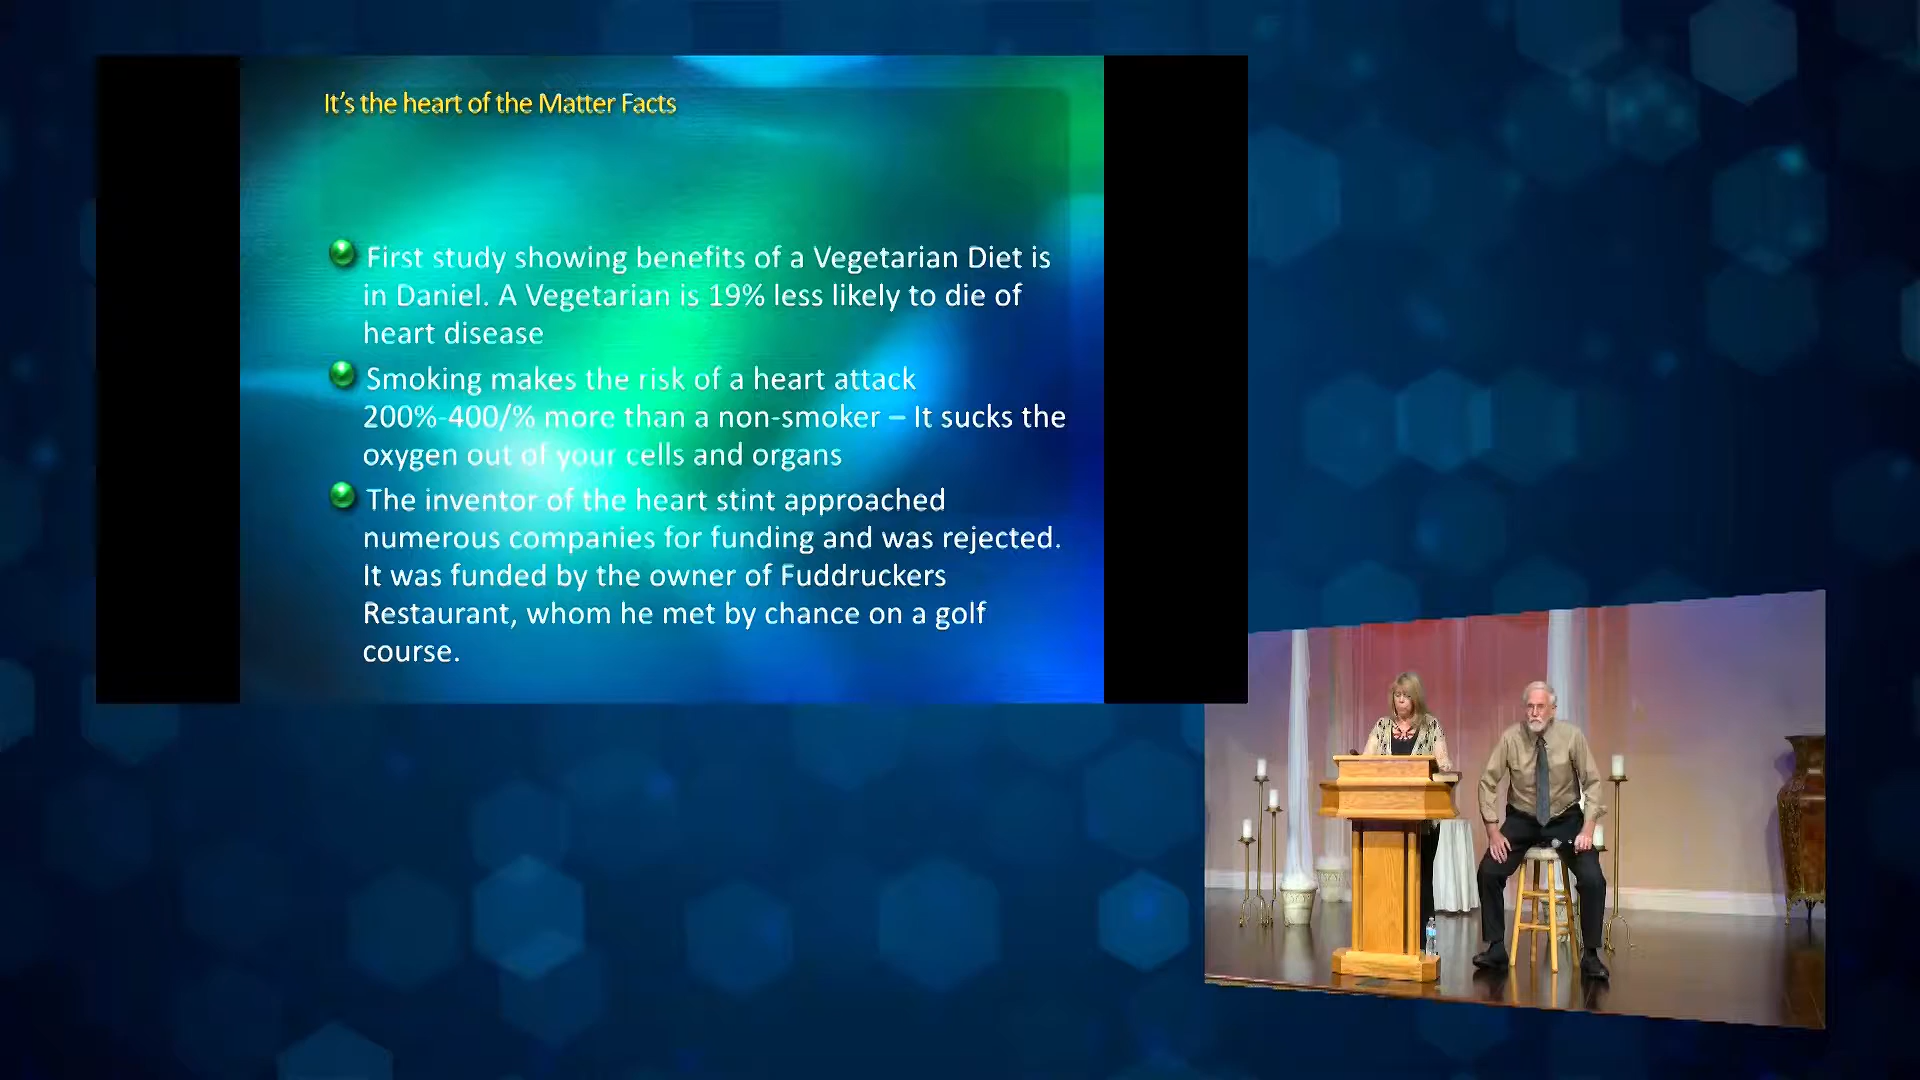 It's the heart of the Matter Facts
First study showing benefits of a Vegetarian Diet is
in Daniel. A Vegetarian is 19% less likely to die of
heart disease
Smoking makes the risk of a heart attack
200%-400/% more than a non-smoker – It sucks the
oxygen out of your cells and organs
The inventor of the heart stint approached
numerous companies for funding and was rejected.
It was funded by the owner of Fuddruckers
Restaurant, whom he met by chance on a golf
course.